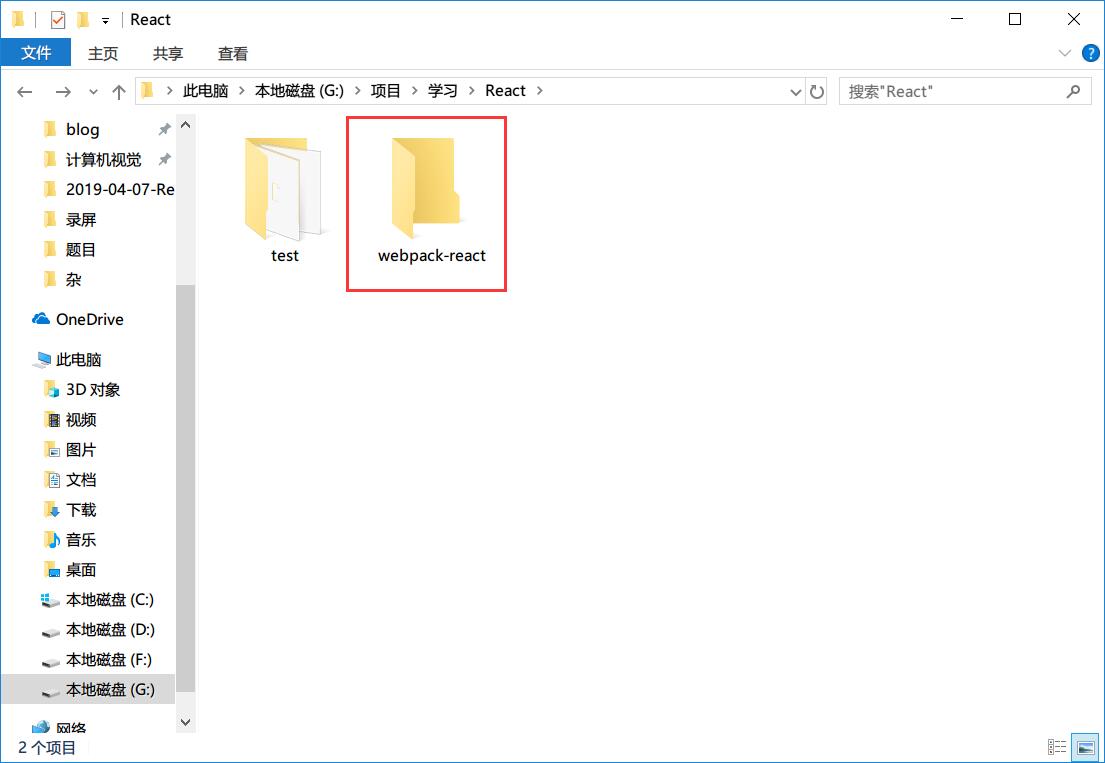 React
文件 主页 共享 查看
此电脑 本地磁盘 (G:) 项目 学习 React
搜索"React"
blog
计算机视觉
2019-04-07-Re
录屏
题目
杂
OneDrive
此电脑
3D 对象
视频
图片
文档
下载
音乐
桌面
本地磁盘 (C:)
本地磁盘 (D:)
本地磁盘 (F:)
本地磁盘 (G:)
网络
test
webpack-react
2 个项目